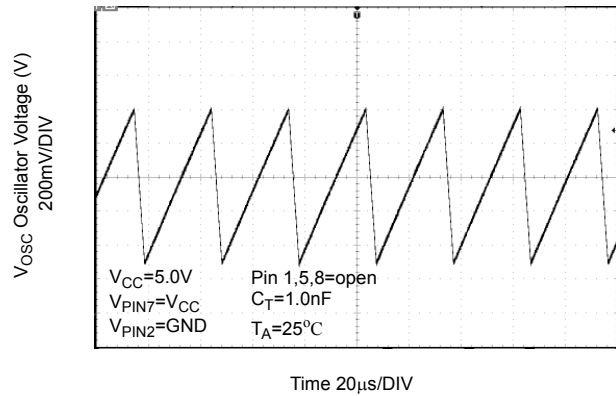 V_OSC Oscillator Voltage (V)
200mV/DIV
V_CC=5.0V
V_PIN7=V_CC
V_PIN2=GND
Pin 1,5,8=open
C_T=1.0nF
T_A=25°C
Time 20μs/DIV